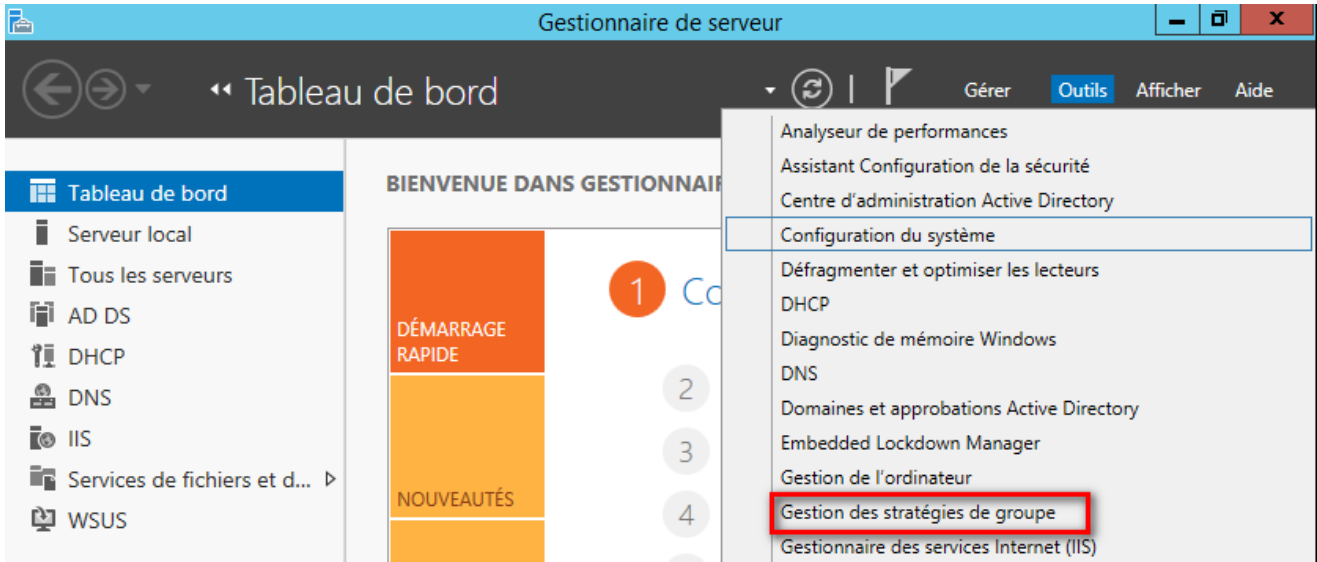 Gestionnaire de serveur
Tableau de bord
Gérer Outils Afficher Aide
Tableau de bord
Serveur local
Tous les serveurs
AD DS
DHCP
DNS
IIS
Services de fichiers et d...
WSUS
BIENVENUE DANS GESTIONNAI
DÉMARRAGE
RAPIDE
NOUVEAUTÉS
1 Co
2
3
4
Analyseur de performances
Assistant Configuration de la sécurité
Centre d'administration Active Directory
Configuration du système
Défragmenter et optimiser les lecteurs
DHCP
Diagnostic de mémoire Windows
DNS
Domaines et approbations Active Directory
Embedded Lockdown Manager
Gestion de l'ordinateur
Gestion des stratégies de groupe
Gestionnaire des services Internet (IIS)